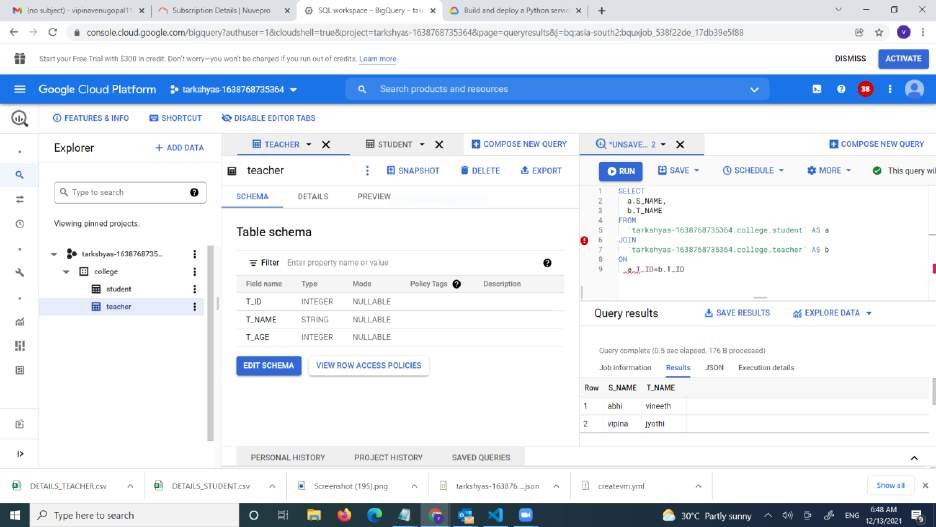 (no subject) - vipinavenugopal11
Subscription Details | Nuvepro
SQL workspace – BigQuery – tark
Build and deploy a Python servic
console.cloud.google.com/bigquery?authuser=1&cloudshell=true&project=tarkshyas-1638768735364&page=queryresults&j=bq:asia-south2:bquxjob_538f22de_17db39e5f88
Start your Free Trial with $300 in credit. Don't worry—you won't be charged if you run out of credits. Learn more
DISMISS
ACTIVATE
Google Cloud Platform
tarkshyas-1638768735364
Search products and resources
38
FEATURES & INFO
SHORTCUT
DISABLE EDITOR TABS
Explorer
+ ADD DATA
Type to search
Viewing pinned projects.
tarkshyas-1638768735...
college
student
teacher
TEACHER
STUDENT
COMPOSE NEW QUERY
teacher
SNAPSHOT
DELETE
EXPORT
SCHEMA
DETAILS
PREVIEW
Table schema
Filter Enter property name or value
Field name Type Mode Policy Tags Description
T_ID INTEGER NULLABLE
T_NAME STRING NULLABLE
T_AGE INTEGER NULLABLE
EDIT SCHEMA
VIEW ROW ACCESS POLICIES
*UNSAVE... 2
COMPOSE NEW QUERY
RUN
SAVE
SCHEDULE
MORE
This query wil
1 SELECT
2 a.S_NAME,
3 b.T_NAME
4 FROM
5 `tarkshyas-1638768735364.college.student` AS a
6 JOIN
7 `tarkshyas-1638768735364.college.teacher` AS b
8 ON
9 a.T_ID=b.T_ID
Query results
SAVE RESULTS
EXPLORE DATA
Query complete (0.5 sec elapsed, 176 B processed)
Job information
Results
JSON
Execution details
Row S_NAME T_NAME
1 abhi vineeth
2 vipina jyothi
PERSONAL HISTORY
PROJECT HISTORY
SAVED QUERIES
DETAILS_TEACHER.csv
DETAILS_STUDENT.csv
Screenshot (195).png
tarkshyas-163876....json
createvm.yml
Show all
Type here to search
30°C Partly sunny
ENG
6:48 AM
12/13/2021